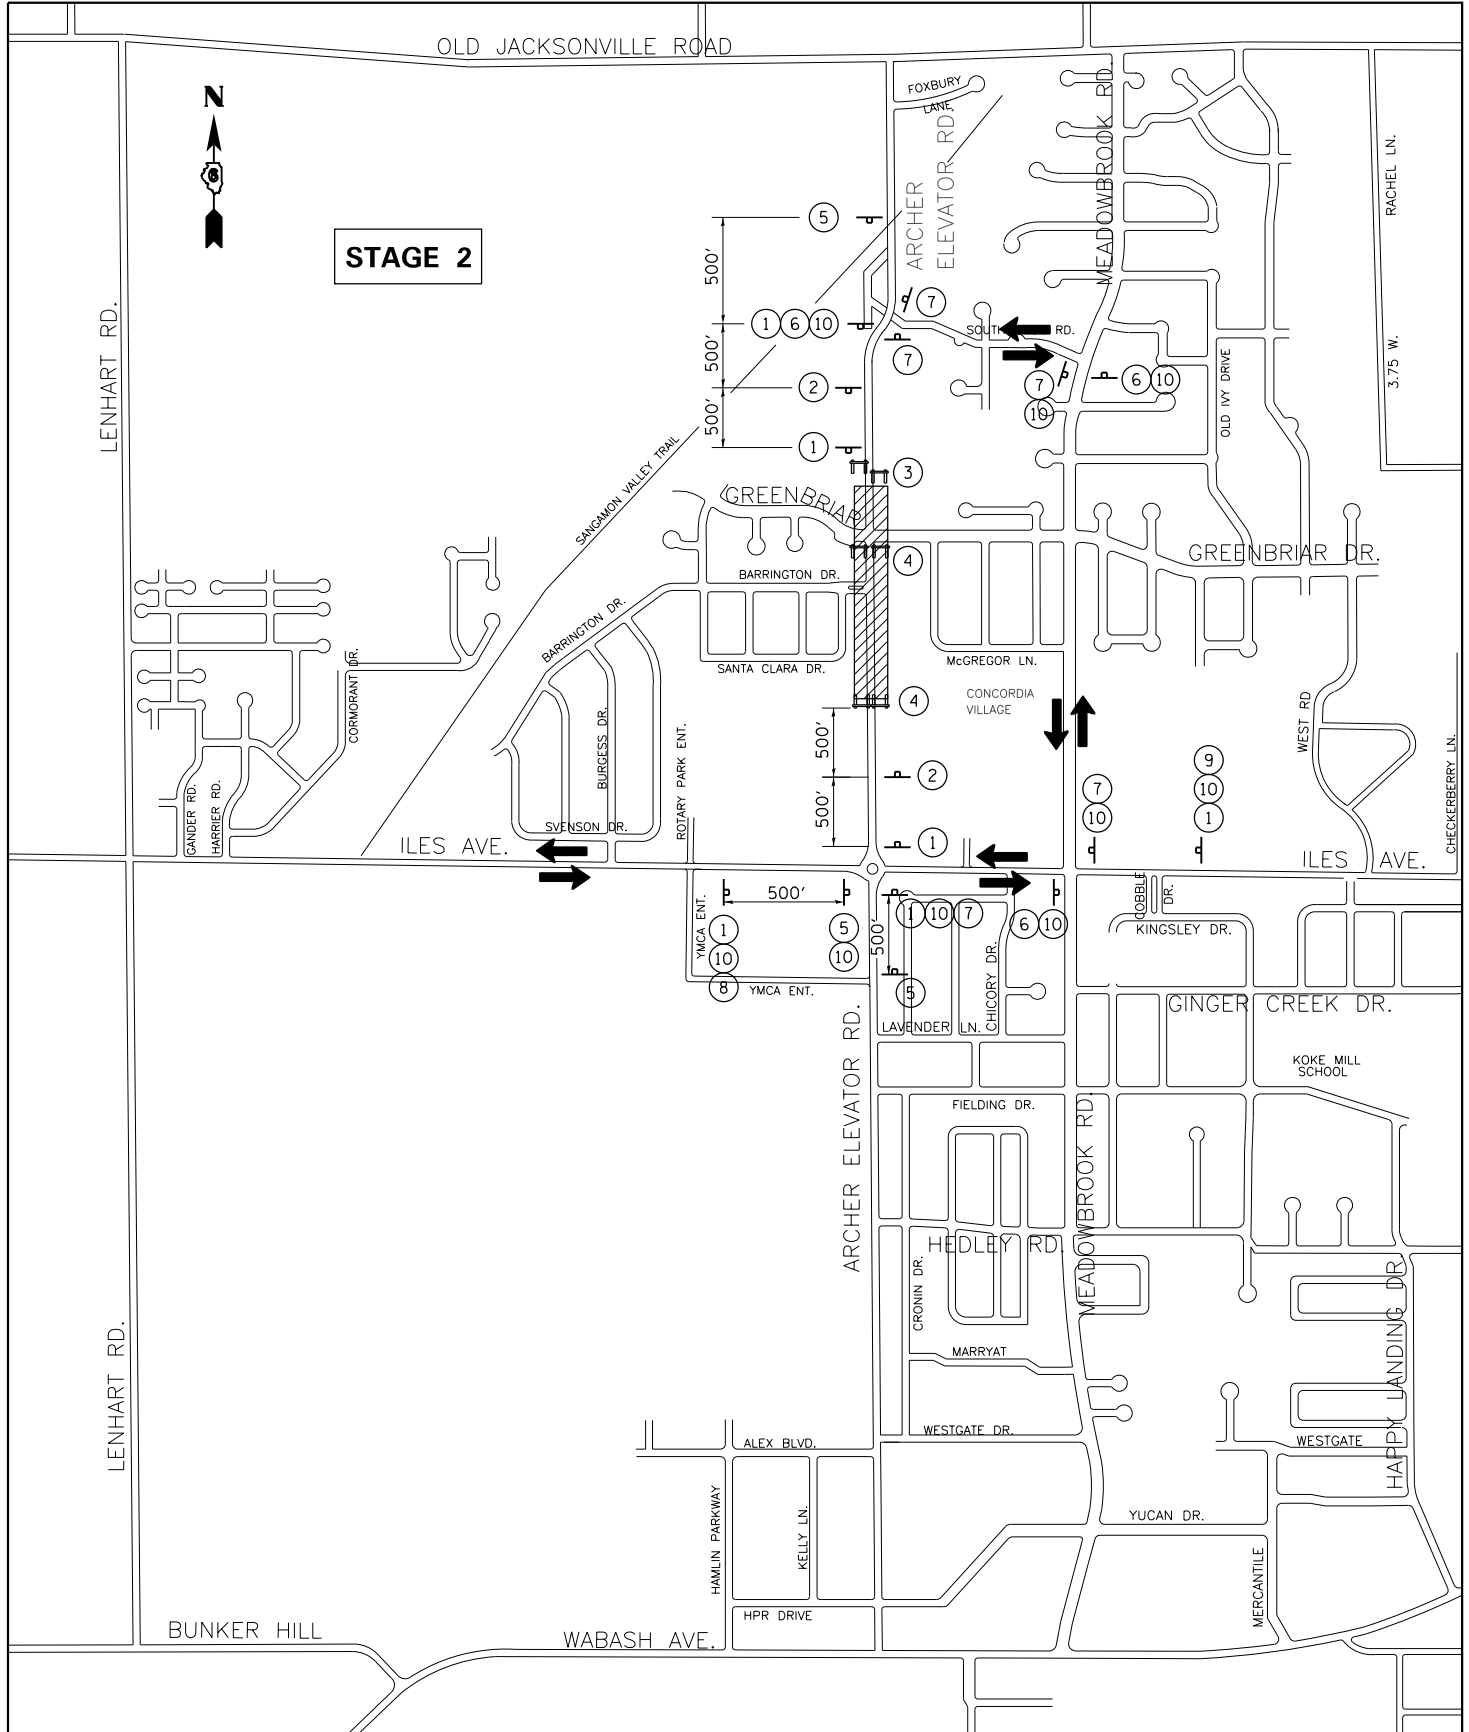 OLD JACKSONVILLE ROAD
FOXBURY
LANE
N
6
STAGE 2
ARCHER
ELEVATOR RD.
MEADOWBROOK RD.
RACHEL LN.
3.75 W.
LENHART RD.
5
500'
1 6 10
500'
2
500'
1
7
7
RD.
7
10
6 10
OLD IVY DRIVE
3
SANGAMON VALLEY TRAIL
GREENBRIAR
GREENBRIAR DR.
4
BARRINGTON DR.
BARRINGTON DR.
SANTA CLARA DR.
McGREGOR LN.
CONCORDIA
VILLAGE
4
CORMORANT DR.
BURGESS DR.
ROTARY PARK ENT.
500'
2
500'
1
WEST RD
9
10
1
7
10
CHECKERBERRY LN.
GANDER RD.
HARRIER RD.
SVENSON DR.
ILES AVE.
ILES AVE.
500'
YMCA ENT.
1
10
8
5
10
500'
1 10 7
5
6 10
COBBLE
DR.
KINGSLEY DR.
YMCA ENT.
CHICORY DR.
LAVENDER LN.
GINGER CREEK DR.
ARCHER ELEVATOR RD.
KOKE MILL
SCHOOL
FIELDING DR.
MEADOWBROOK RD.
HEDLEY RD.
CRONIN DR.
MARRYAT
HAPPY LANDING DR.
LENHART RD.
WESTGATE DR.
ALEX BLVD.
WESTGATE
HAMLIN PARKWAY
KELLY LN.
YUCAN DR.
MERCANTILE
HPR DRIVE
BUNKER HILL
WABASH AVE.